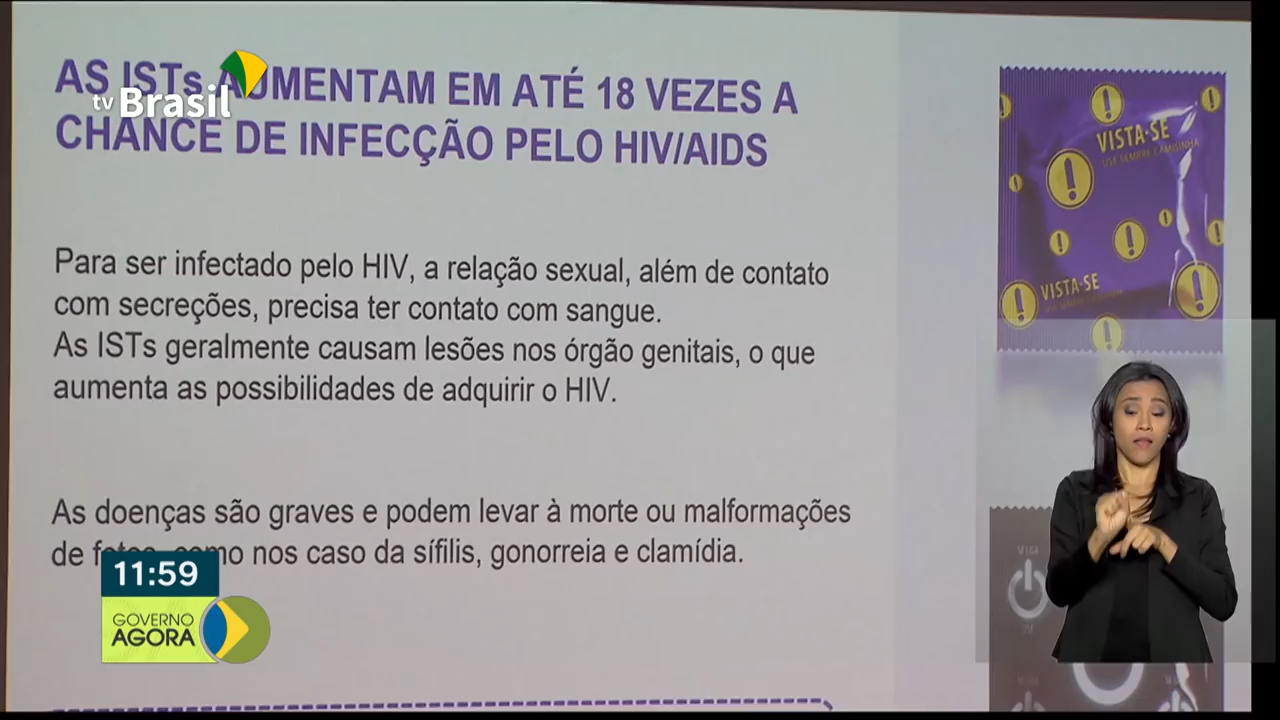 AS ISTs AUMENTAM EM ATÉ 18 VEZES A
CHANCE DE INFECÇÃO PELO HIV/AIDS
tv Brasil
Para ser infectado pelo HIV, a relação sexual, além de contato
com secreções, precisa ter contato com sangue.
As ISTs geralmente causam lesões nos órgão genitais, o que
aumenta as possibilidades de adquirir o HIV.
As doenças são graves e podem levar à morte ou malformações
de como nos caso da sífilis, gonorreia e clamídia.
VISTA-SE
USE SEMPRE CAMISINHA
VISTA-SE
11:59
GOVERNO
AGORA